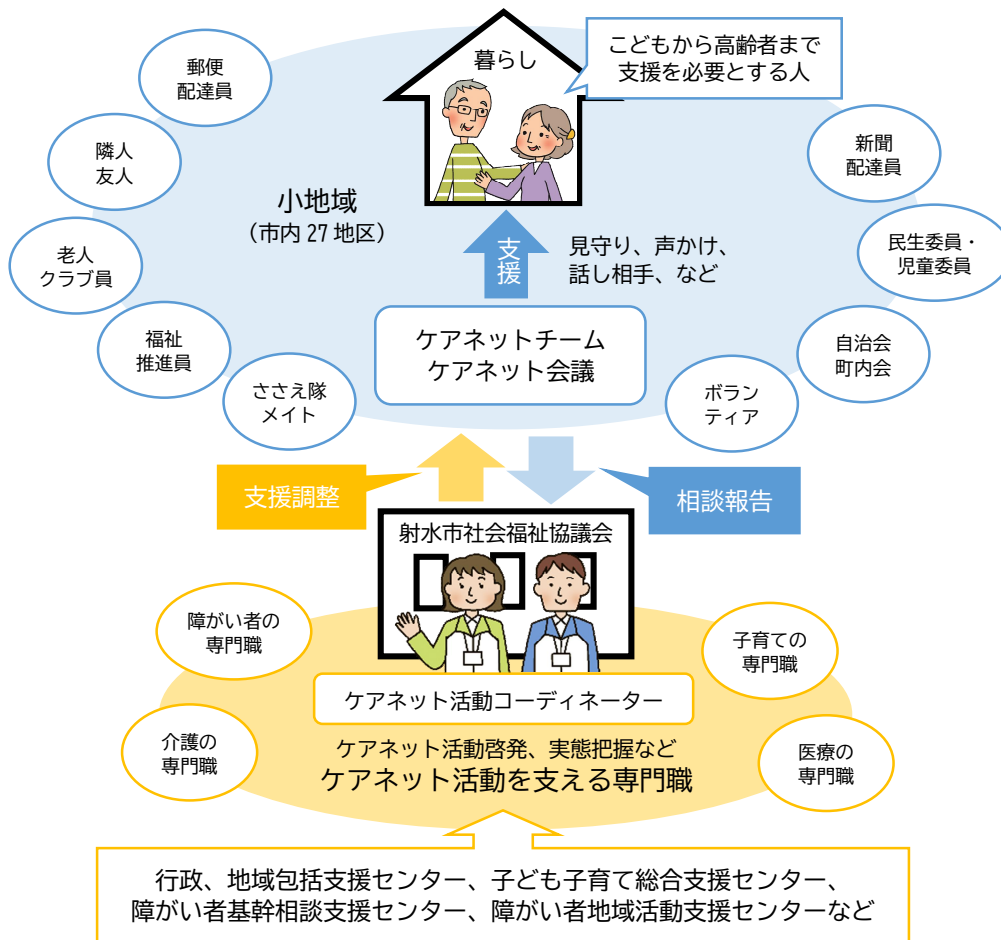 暮らし
こどもから高齢者まで
支援を必要とする人
郵便
配達員
隣人
友人
老人
クラブ員
福祉
推進員
ささえ隊
メイト
新聞
配達員
民生委員・
児童委員
自治会
町内会
ボラン
ティア
小地域
（市内 27 地区）
支援
見守り、声かけ、
話し相手、など
ケアネットチーム
ケアネット会議
支援調整
相談報告
射水市社会福祉協議会
障がい者の
専門職
介護の
専門職
子育ての
専門職
医療の
専門職
ケアネット活動コーディネーター
ケアネット活動啓発、実態把握など
ケアネット活動を支える専門職
行政、地域包括支援センター、子ども子育て総合支援センター、
障がい者基幹相談支援センター、障がい者地域活動支援センターなど